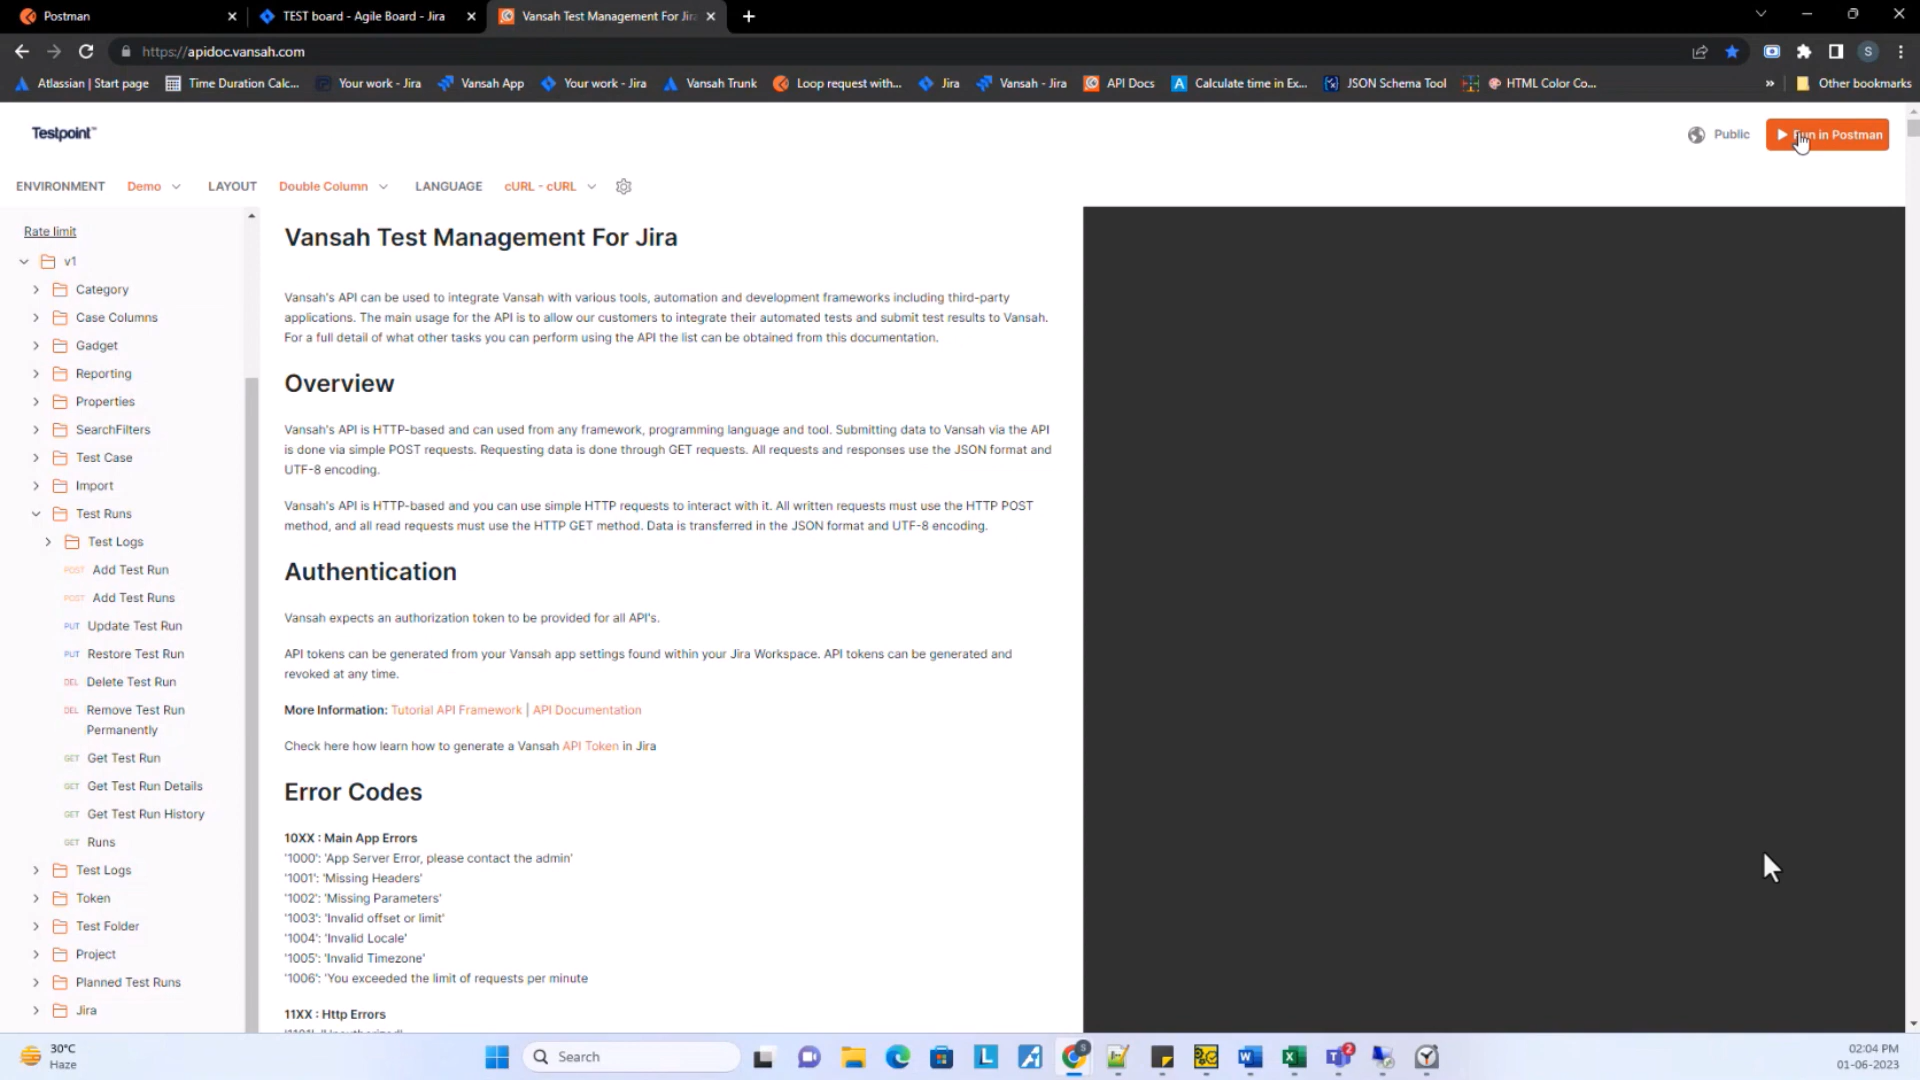 Postman
TEST board - Agile Board - Jira
Vansah Test Management For Jira
https://apidoc.vansah.com
S
Atlassian | Start page
Time Duration Calc...
Your work - Jira
Vansah App
Your work - Jira
Vansah Trunk
Loop request with...
Jira
Vansah - Jira
API Docs
Calculate time in Ex...
JSON Schema Tool
HTML Color Co...
»
Other bookmarks
Testpoint™
Public
Run in Postman
ENVIRONMENT Demo LAYOUT Double Column LANGUAGE cURL - cURL
Rate limit
v1
Category
Case Columns
Gadget
Reporting
Properties
SearchFilters
Test Case
Import
Test Runs
Test Logs
POST Add Test Run
POST Add Test Runs
PUT Update Test Run
PUT Restore Test Run
DEL Delete Test Run
DEL Remove Test Run
Permanently
GET Get Test Run
GET Get Test Run Details
GET Get Test Run History
GET Runs
Test Logs
Token
Test Folder
Project
Planned Test Runs
Jira
Vansah Test Management For Jira
Vansah's API can be used to integrate Vansah with various tools, automation and development frameworks including third-party
applications. The main usage for the API is to allow our customers to integrate their automated tests and submit test results to Vansah.
For a full detail of what other tasks you can perform using the API the list can be obtained from this documentation.
Overview
Vansah's API is HTTP-based and can used from any framework, programming language and tool. Submitting data to Vansah via the API
is done via simple POST requests. Requesting data is done through GET requests. All requests and responses use the JSON format and
UTF-8 encoding.
Vansah's API is HTTP-based and you can use simple HTTP requests to interact with it. All written requests must use the HTTP POST
method, and all read requests must use the HTTP GET method. Data is transferred in the JSON format and UTF-8 encoding.
Authentication
Vansah expects an authorization token to be provided for all API's.
API tokens can be generated from your Vansah app settings found within your Jira Workspace. API tokens can be generated and
revoked at any time.
More Information: Tutorial API Framework | API Documentation
Check here how learn how to generate a Vansah API Token in Jira
Error Codes
10XX : Main App Errors
'1000': 'App Server Error, please contact the admin'
'1001': 'Missing Headers'
'1002': 'Missing Parameters'
'1003': 'Invalid offset or limit'
'1004': 'Invalid Locale'
'1005': 'Invalid Timezone'
'1006': 'You exceeded the limit of requests per minute
11XX : Http Errors
30°C
Haze
Search
S
2
02:04 PM
01-06-2023